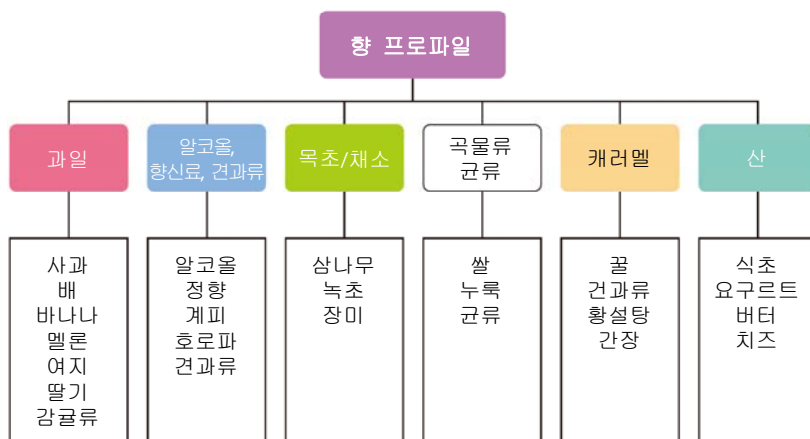 향 프로파일
과일
알코올,
향신료, 견과류
목초/채소
곡물류
균류
캐러멜
산
사과
배
바나나
멜론
여지
딸기
감귤류
알코올
정향
계피
호로파
견과류
삼나무
녹초
장미
쌀
누룩
균류
꿀
건과류
황설탕
간장
식초
요구르트
버터
치즈